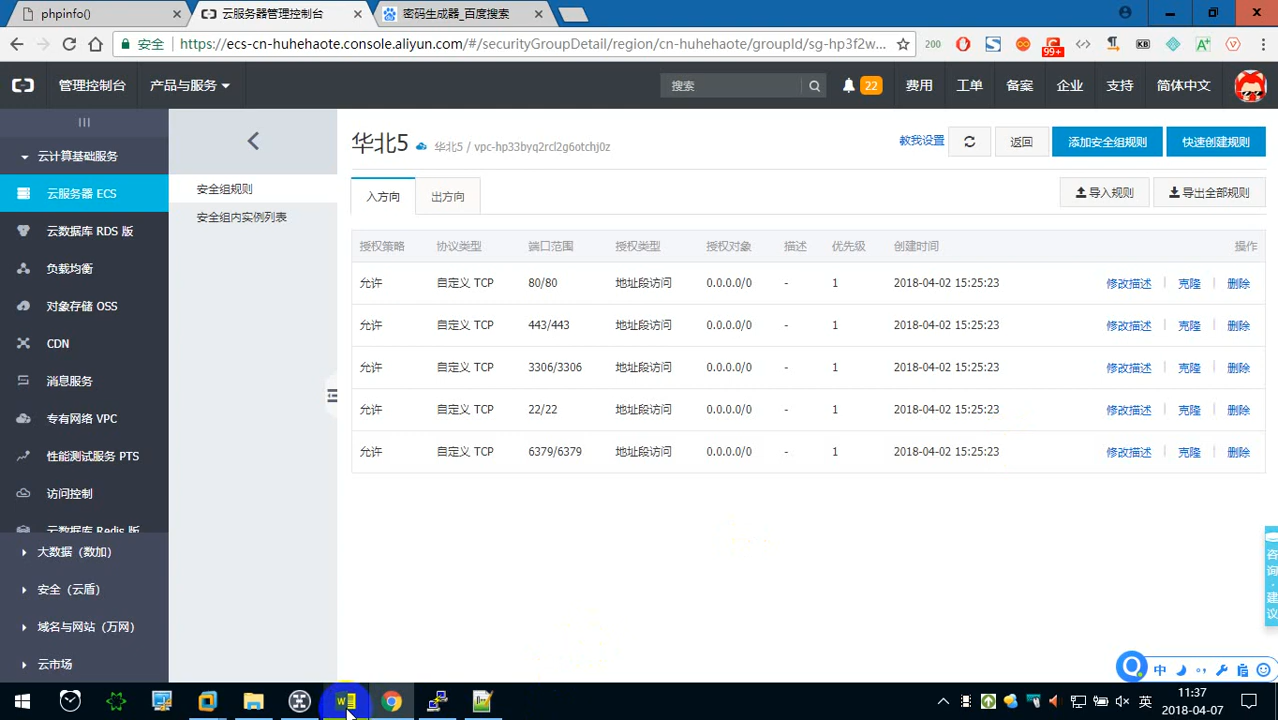 phpinfo()
云服务器管理控制台
密码生成器_百度搜索
安全
https://ecs-cn-huhehaote.console.aliyun.com/#/securityGroupDetail/region/cn-huhehaote/groupId/sg-hp3f2w...
200
99+
KB
管理控制台 产品与服务
搜索
22
费用 工单 备案 企业 支持 简体中文
云计算基础服务
云服务器 ECS
云数据库 RDS 版
负载均衡
对象存储 OSS
CDN
消息服务
专有网络 VPC
性能测试服务 PTS
访问控制
云数据库 Redis 版
大数据（数加）
安全（云盾）
域名与网站（万网）
云市场
安全组规则
安全组内实例列表
华北5 华北5 / vpc-hp33byq2rcl2g6otchj0z
教我设置 返回 添加安全组规则 快速创建规则
入方向 出方向 导入规则 导出全部规则
授权策略 协议类型 端口范围 授权类型 授权对象 描述 优先级 创建时间 操作
允许 自定义 TCP 80/80 地址段访问 0.0.0.0/0 - 1 2018-04-02 15:25:23 修改描述 克隆 删除
允许 自定义 TCP 443/443 地址段访问 0.0.0.0/0 - 1 2018-04-02 15:25:23 修改描述 克隆 删除
允许 自定义 TCP 3306/3306 地址段访问 0.0.0.0/0 - 1 2018-04-02 15:25:23 修改描述 克隆 删除
允许 自定义 TCP 22/22 地址段访问 0.0.0.0/0 - 1 2018-04-02 15:25:23 修改描述 克隆 删除
允许 自定义 TCP 6379/6379 地址段访问 0.0.0.0/0 - 1 2018-04-02 15:25:23 修改描述 克隆 删除
咨询·建议
中
英
11:37
2018-04-07